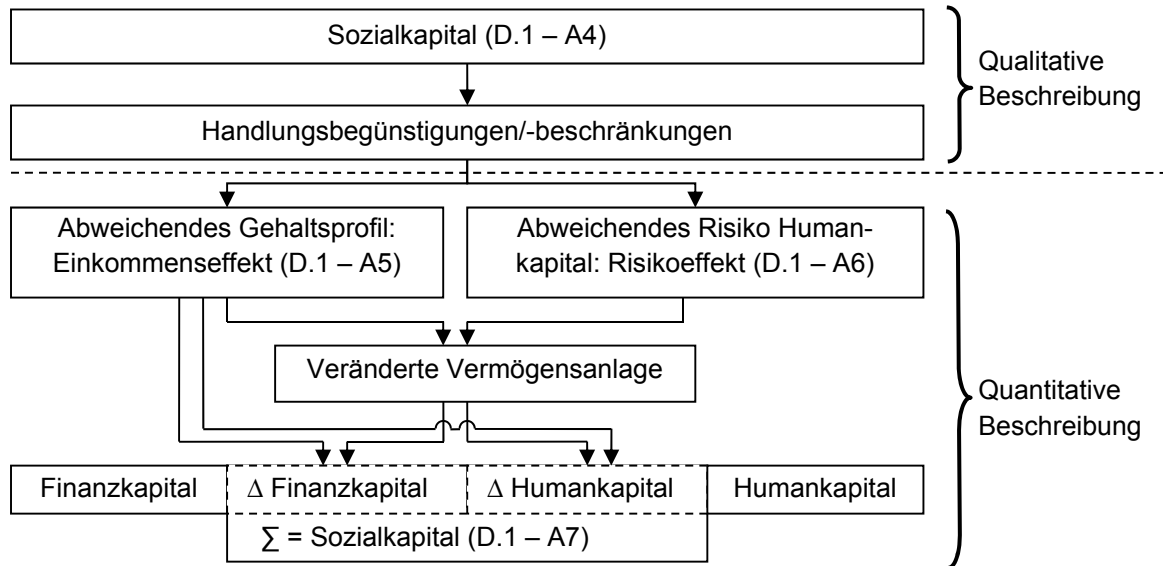 Sozialkapital (D.1 – A4)
Qualitative
Beschreibung
Handlungsbegünstigungen/-beschränkungen
Abweichendes Gehaltsprofil:
Einkommenseffekt (D.1 – A5)
Abweichendes Risiko Human-
kapital: Risikoeffekt (D.1 – A6)
Veränderte Vermögensanlage
Quantitative
Beschreibung
Finanzkapital
Δ Finanzkapital
Δ Humankapital
Humankapital
∑ = Sozialkapital (D.1 – A7)